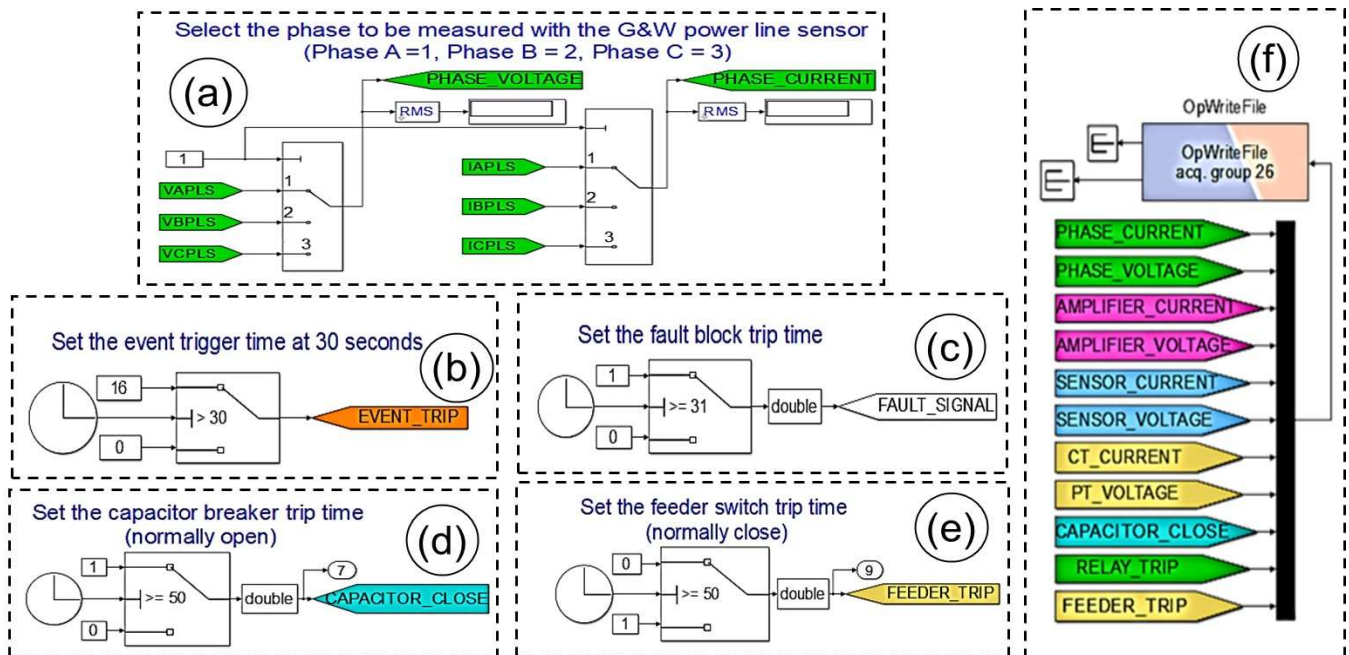 Select the phase to be measured with the G&W power line sensor
(Phase A =1, Phase B = 2, Phase C = 3)
(a)
PHASE_VOLTAGE
PHASE_CURRENT
RMS
RMS
1
VAPLS
1
VBPLS
2
VCPLS
3
IAPLS
1
IBPLS
2
ICPLS
3
Set the event trigger time at 30 seconds
(b)
16
> 30
0
EVENT_TRIP
Set the fault block trip time
(c)
1
>= 31
0
double
FAULT_SIGNAL
Set the capacitor breaker trip time
(normally open)
(d)
1
>= 50
0
double
7
CAPACITOR_CLOSE
Set the feeder switch trip time
(normally close)
(e)
0
>= 50
1
double
9
FEEDER_TRIP
(f)
OpWriteFile
OpWriteFile
acq. group 26
PHASE_CURRENT
PHASE_VOLTAGE
AMPLIFIER_CURRENT
AMPLIFIER_VOLTAGE
SENSOR_CURRENT
SENSOR_VOLTAGE
CT_CURRENT
PT_VOLTAGE
CAPACITOR_CLOSE
RELAY_TRIP
FEEDER_TRIP